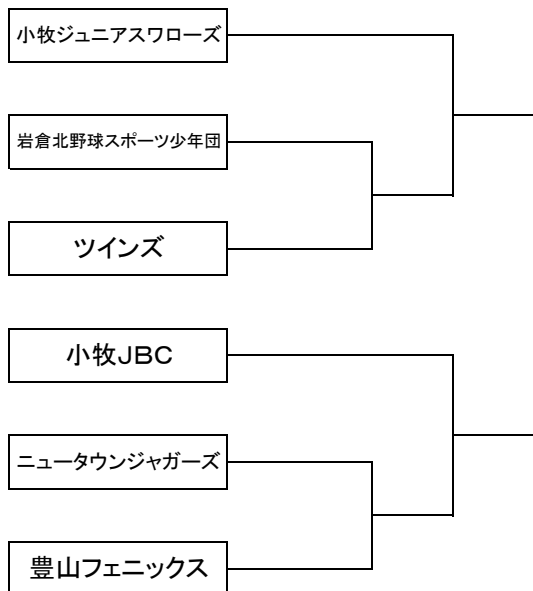 小牧ジュニアスワローズ
岩倉北野球スポーツ少年団
ツインズ
小牧JBC
ニュータウンジャガーズ
豊山フェニックス